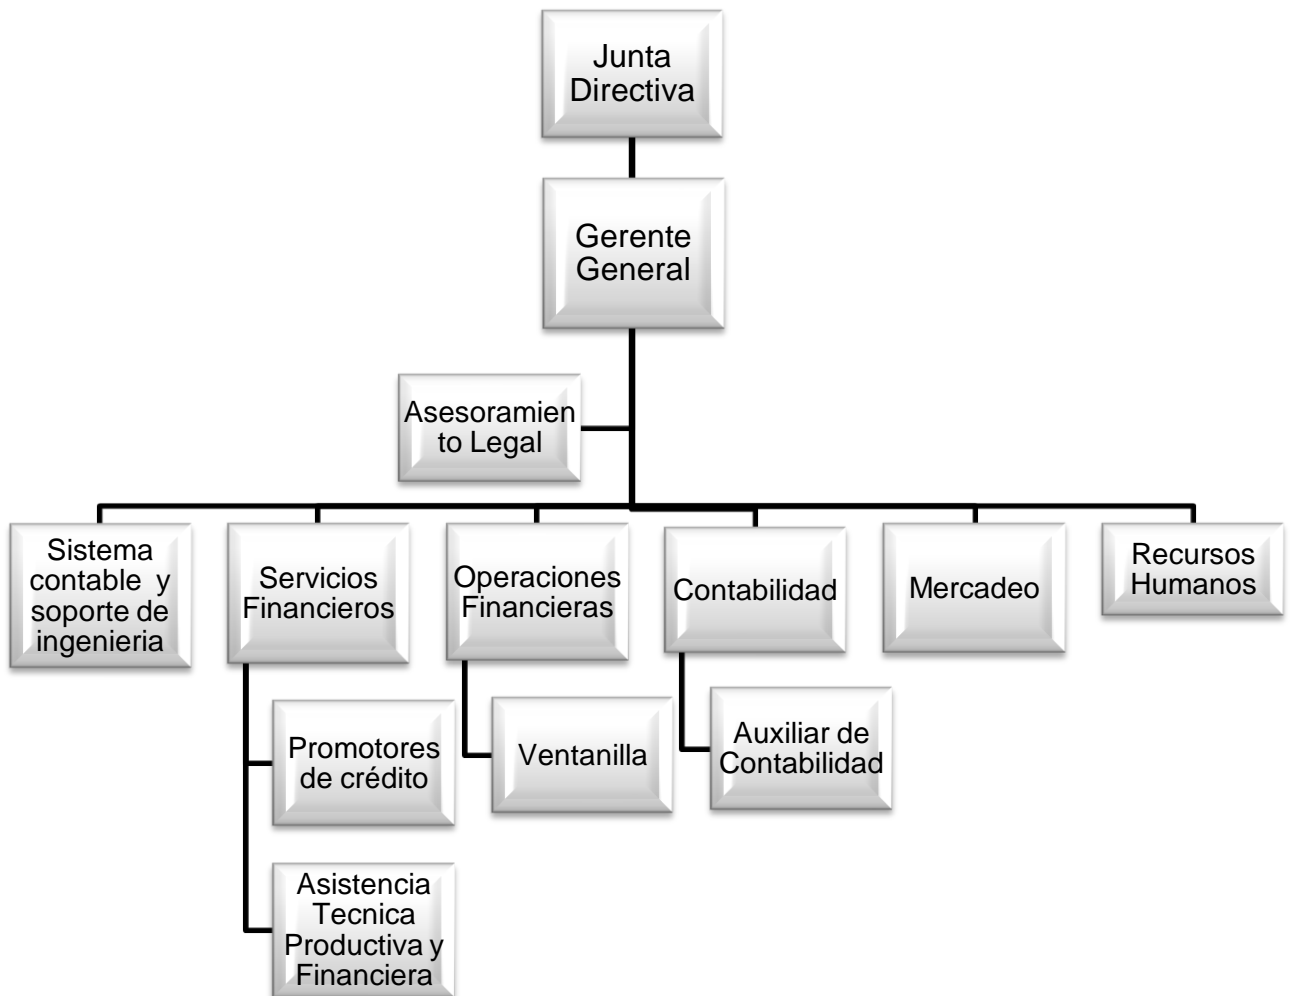 Junta
Directiva
Gerente
General
Asesoramien
to Legal
Sistema
contable y
soporte de
ingenieria
Servicios
Financieros
Operaciones
Financieras
Contabilidad
Mercadeo
Recursos
Humanos
Promotores
de crédito
Ventanilla
Auxiliar de
Contabilidad
Asistencia
Tecnica
Productiva y
Financiera